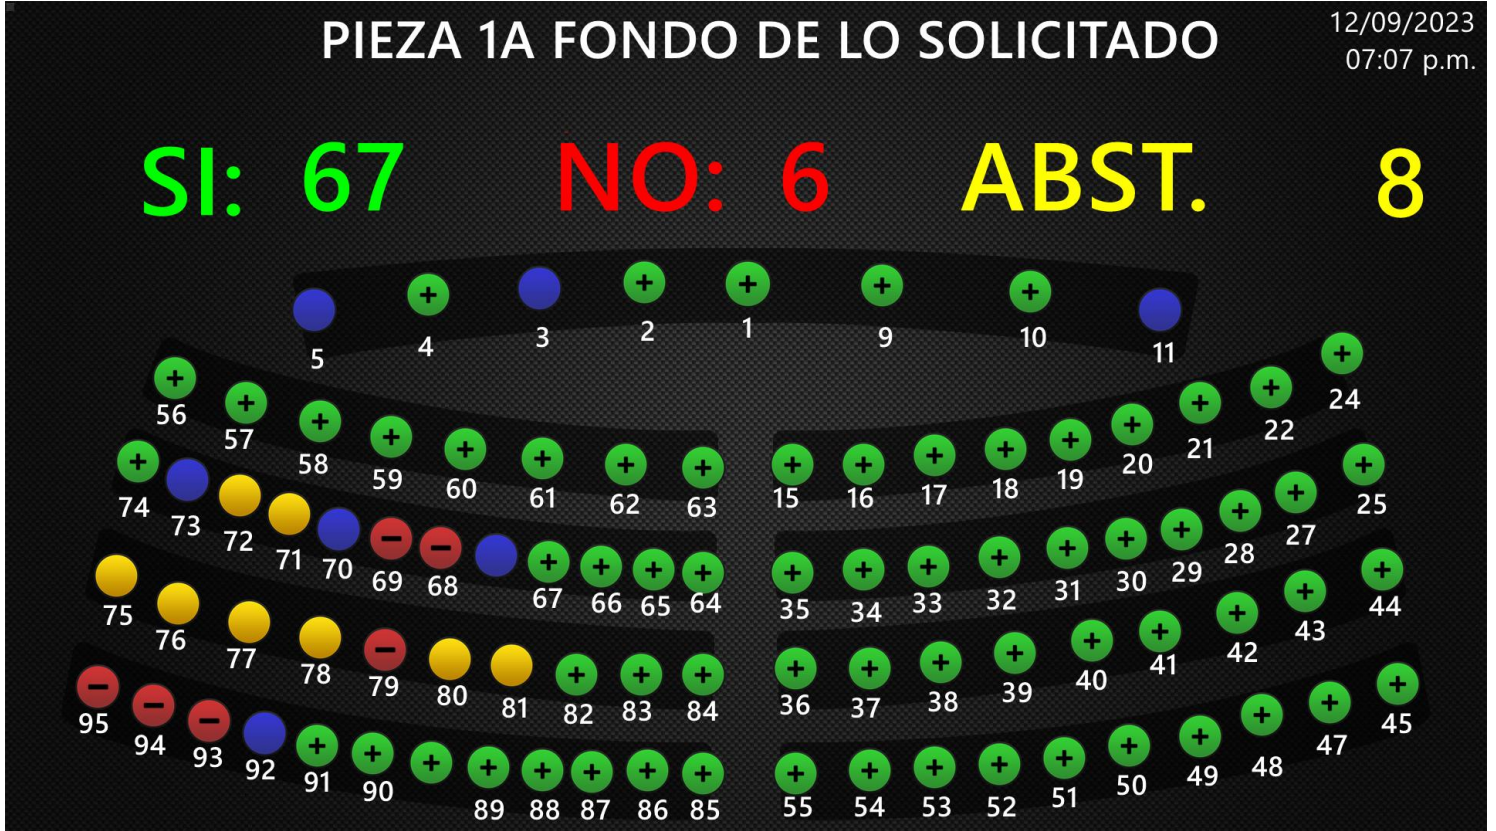 PIEZA 1A FONDO DE LO SOLICITADO
12/09/2023
07:07 p.m.
SI: 67 NO: 6 ABST. 8
5 4 3 2 1 9 10 11
56 57 58 59 60 61 62 63 15 16 17 18 19 20 21 22 24
74 73 72 71 70 69 68 67 66 65 64 35 34 33 32 31 30 29 28 27 25
75 76 77 78 79 80 81 82 83 84 36 37 38 39 40 41 42 43 44
95 94 93 92 91 90 89 88 87 86 85 55 54 53 52 51 50 49 48 47 45